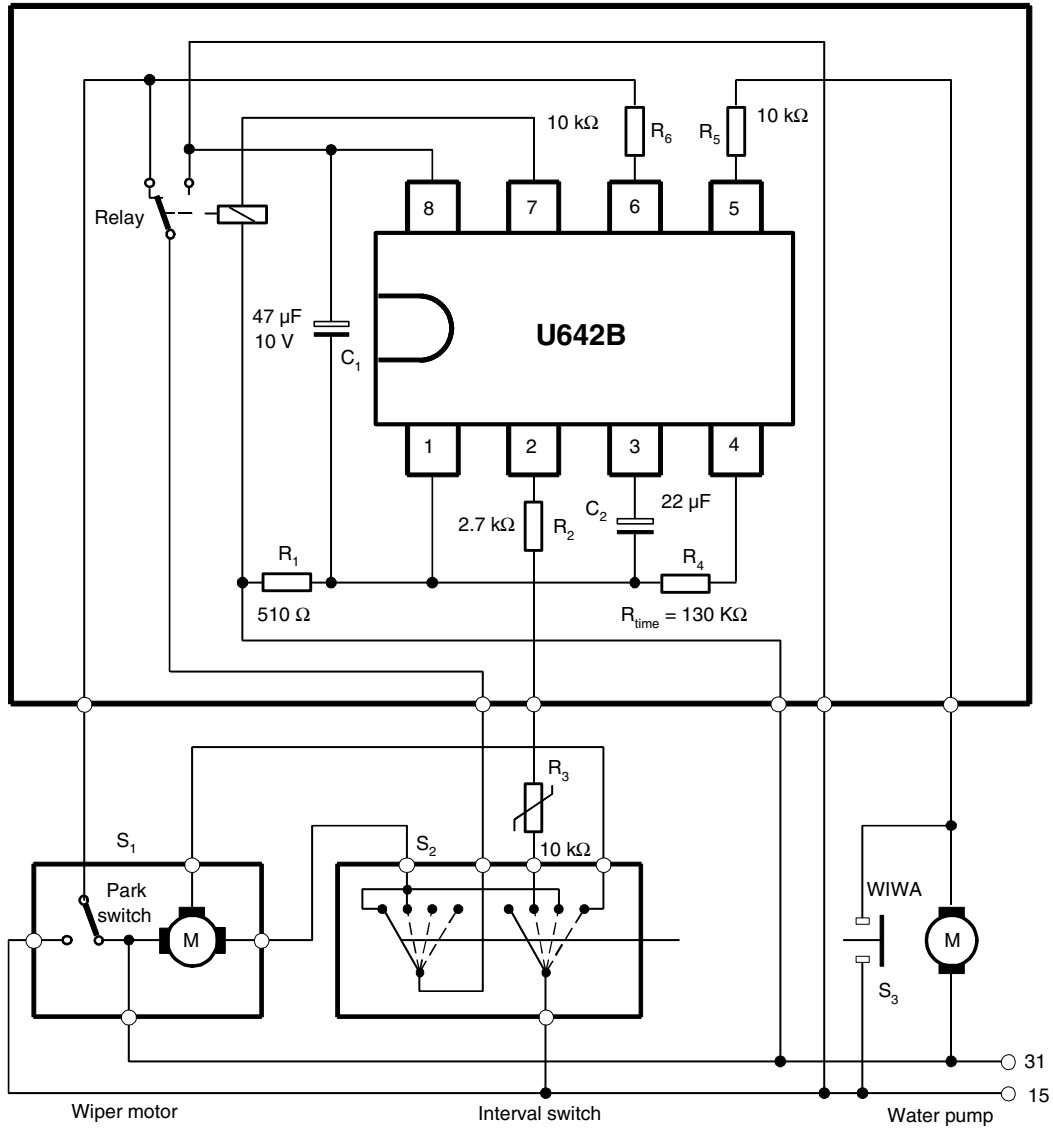 10 kΩ
R6
R5
10 kΩ
8
7
6
5
Relay
47 µF
10 V
C1
U642B
1
2
3
4
2.7 kΩ
R2
C2
22 µF
R1
510 Ω
R4
Rtime = 130 KΩ
R3
10 kΩ
S1
S2
Park
switch
M
WIWA
M
S3
31
15
Wiper motor
Interval switch
Water pump